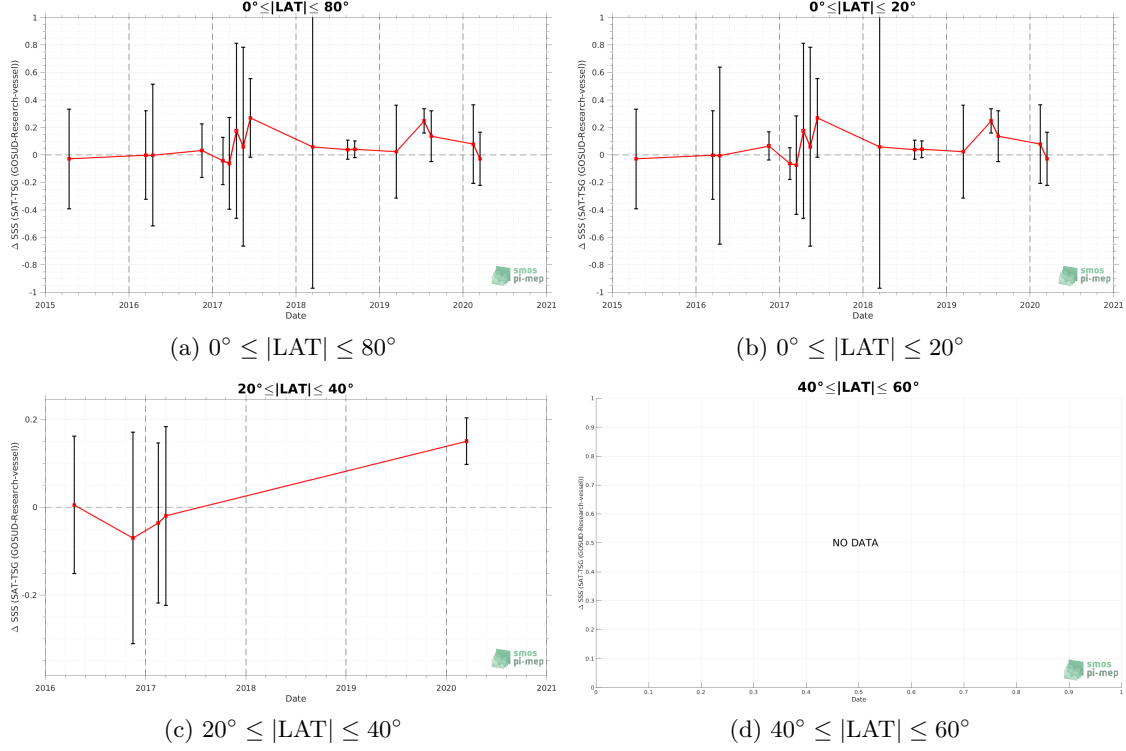 0°≤|LAT|≤ 80°
Δ SSS (SAT-TSG (GOSUD-Research-vessel))
1
0.8
0.6
0.4
0.2
0
-0.2
-0.4
-0.6
-0.8
-1
2015 2016 2017 2018 2019 2020 2021
Date
smos
pi-mep
(a) 0° ≤ |LAT| ≤ 80°
0°≤|LAT|≤ 20°
Δ SSS (SAT-TSG (GOSUD-Research-vessel))
1
0.8
0.6
0.4
0.2
0
-0.2
-0.4
-0.6
-0.8
-1
2015 2016 2017 2018 2019 2020 2021
Date
smos
pi-mep
(b) 0° ≤ |LAT| ≤ 20°
20°≤|LAT|≤ 40°
Δ SSS (SAT-TSG (GOSUD-Research-vessel))
0.2
0
-0.2
2016 2017 2018 2019 2020 2021
Date
smos
pi-mep
(c) 20° ≤ |LAT| ≤ 40°
40°≤|LAT|≤ 60°
Δ SSS (SAT-TSG (GOSUD-Research-vessel))
1
0.9
0.8
0.7
0.6
0.5
0.4
0.3
0.2
0.1
0
NO DATA
0 0.1 0.2 0.3 0.4 0.5 0.6 0.7 0.8 0.9 1
Date
smos
pi-mep
(d) 40° ≤ |LAT| ≤ 60°